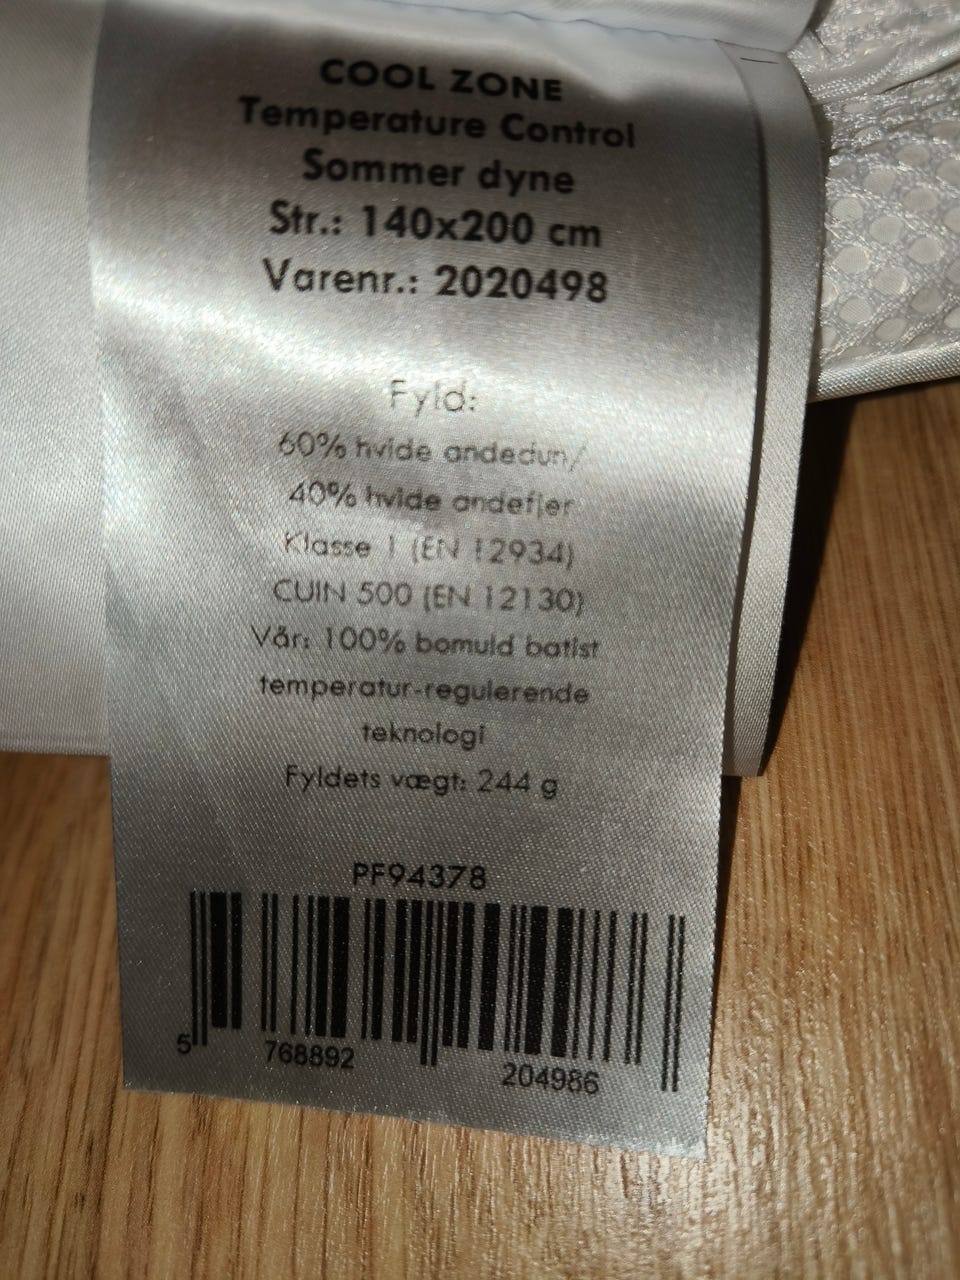 COOL ZONE
Temperature Control
Sommer dyne
Str.: 140x200 cm
Varenr.: 2020498
Fyld:
60% hvide andedun/
40% hvide andefjer
Klasse 1 (EN 12934)
CUIN 500 (EN 12130)
Vår: 100% bomuld batist
temperatur-regulerende
teknologi
Fyldets vægt: 244 g
PF94378
5 768892 204986